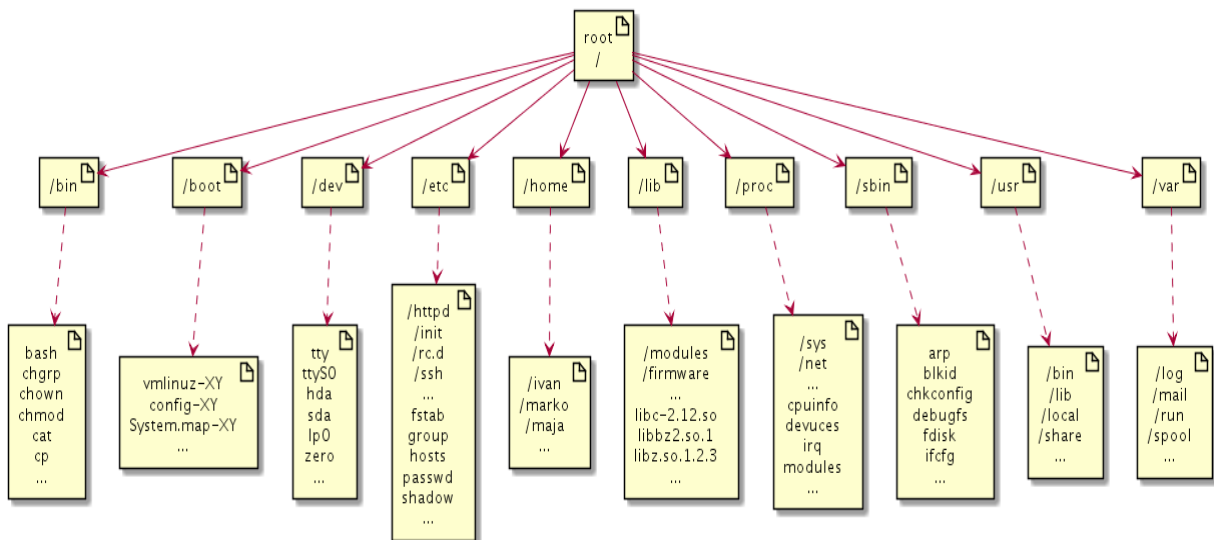 root
/
/bin
/boot
/dev
/etc
/home
/lib
/proc
/sbin
/usr
/var
bash
chgrp
chown
chmod
cat
cp
...
vmlinuz-XY
config-XY
System.map-XY
...
tty
ttyS0
hda
sda
lp0
zero
...
/httpd
/init
/rc.d
/ssh
...
fstab
group
hosts
passwd
shadow
...
/ivan
/marko
/maja
...
/modules
/firmware
...
libc-2.12.so
libbz2.so.1
libz.so.1.2.3
...
/sys
/net
...
cpuinfo
devuces
irq
modules
...
arp
blkid
chkconfig
debugfs
fdisk
ifcfg
...
/bin
/lib
/local
/share
...
/log
/mail
/run
/spool
...